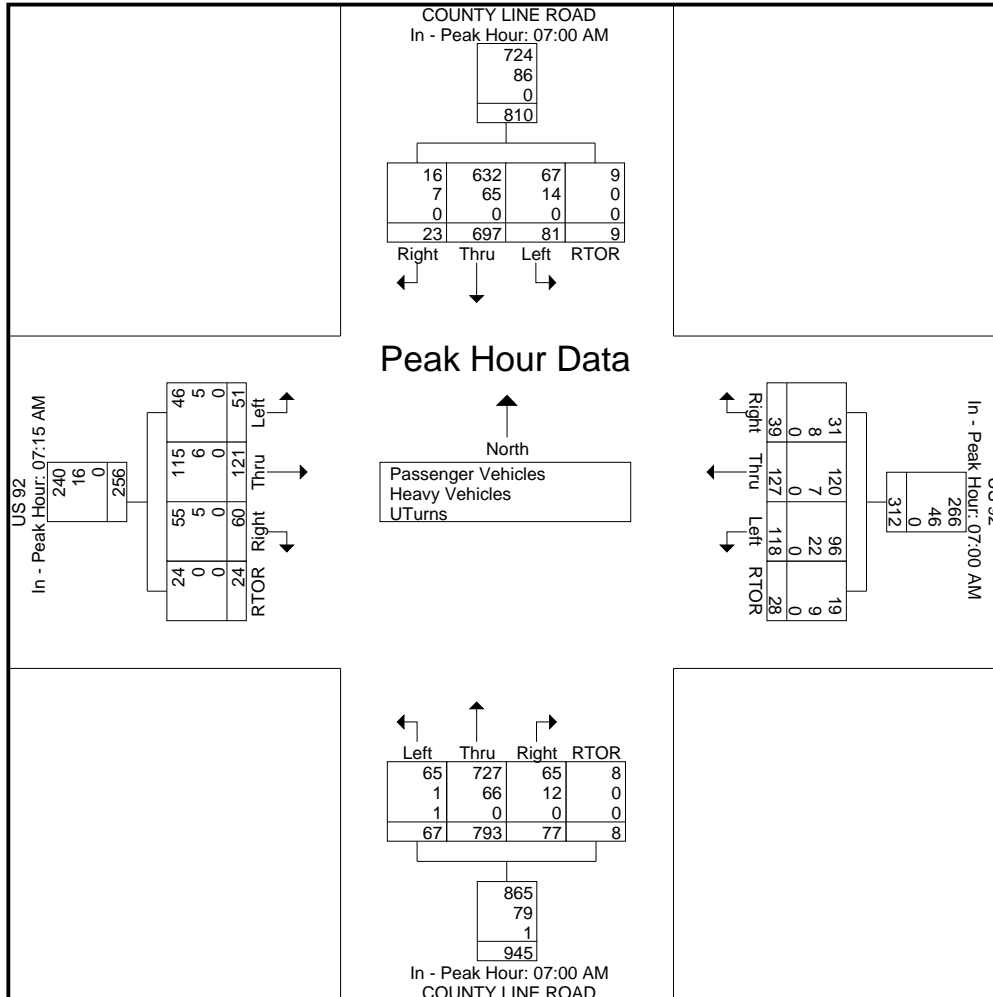 COUNTY LINE ROAD
In - Peak Hour: 07:00 AM
724
86
0
810
16 632 67 9
7 65 14 0
0 0 0 0
23 697 81 9
Right Thru Left RTOR
Peak Hour Data
North
Passenger Vehicles
Heavy Vehicles
UTurns
US 92
In - Peak Hour: 07:15 AM
240
16
0
256
46 5 0 51 Left
115 6 0 121 Thru
55 5 0 60 Right
24 0 0 24 RTOR
Right 39 0 8 31
Thru 127 0 7 120
Left 118 0 22 96
RTOR 28 0 9 19
312 0 46 266
In - Peak Hour: 07:00 AM
US 92
Left Thru Right RTOR
65 727 65 8
1 66 12 0
1 0 0 0
67 793 77 8
865
79
1
945
In - Peak Hour: 07:00 AM
COUNTY LINE ROAD